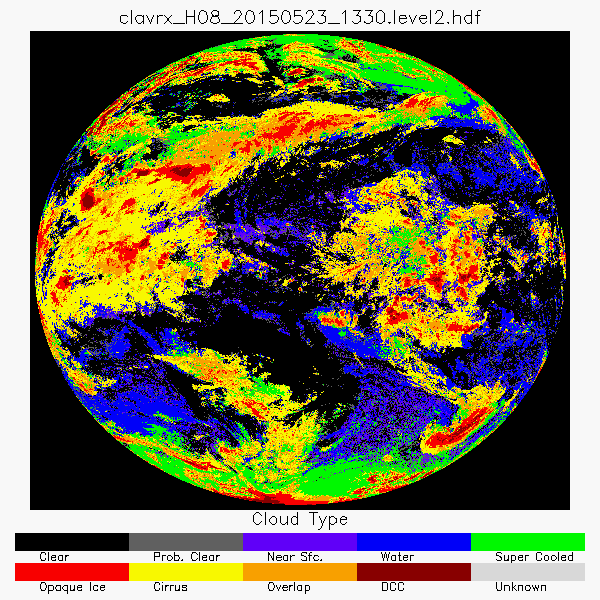 clavrx_H08_20150523_1330.level2.hdf
Cloud Type
Clear Prob. Clear Near Sfc. Water Super Cooled
Opaque Ice Cirrus Overlap DCC Unknown